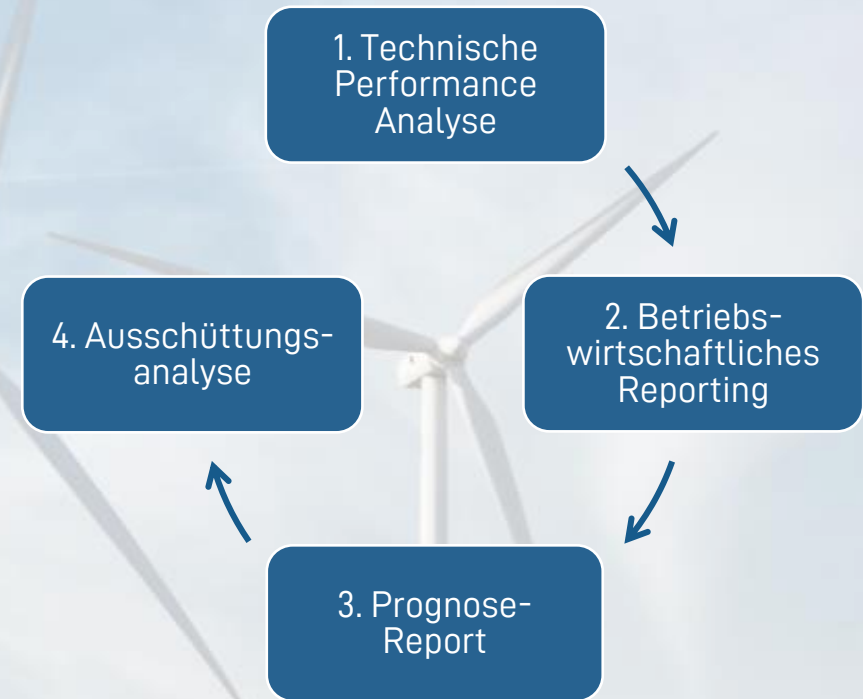 1. Technische
Performance
Analyse
2. Betriebs-
wirtschaftliches
Reporting
3. Prognose-
Report
4. Ausschüttungs-
analyse